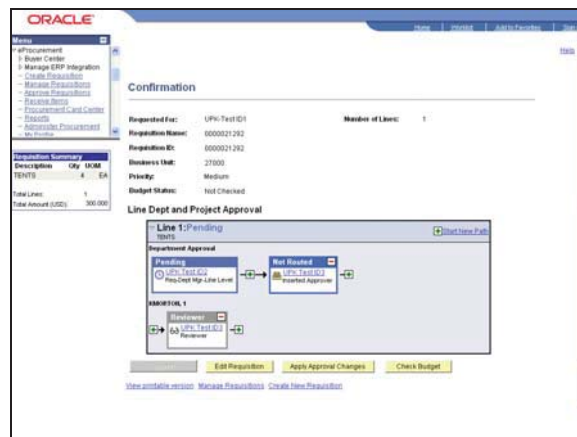 ORACLE
Home Worklist Add to Favorites Sign
Menu
eProcurement
Buyer Center
Manage ERP Integration
Create Requisition
Manage Requisitions
Approve Requisitions
Receive Items
Procurement Card Center
Reports
Administer Procurement
My Profile
Help
Requisition Summary
Description Qty UOM
TENTS 4 EA
Total Lines: 1
Total Amount (USD): 300.000
Confirmation
Requested For: UPK-Test ID1 Number of Lines: 1
Requisition Name: 0000021292
Requisition ID: 0000021292
Business Unit: 27000
Priority: Medium
Budget Status: Not Checked
Line Dept and Project Approval
Line 1:Pending
TENTS
Start New Path
Department Approval
Pending
UPK Test ID2
Req-Dept Mgr-Line Level
Not Routed
UPK Test ID3
Inserted Approver
KMORTON, 1
Reviewer
UPK Test ID3
Reviewer
Edit Requisition Apply Approval Changes Check Budget
View printable version Manage Requisitions Create New Requisition